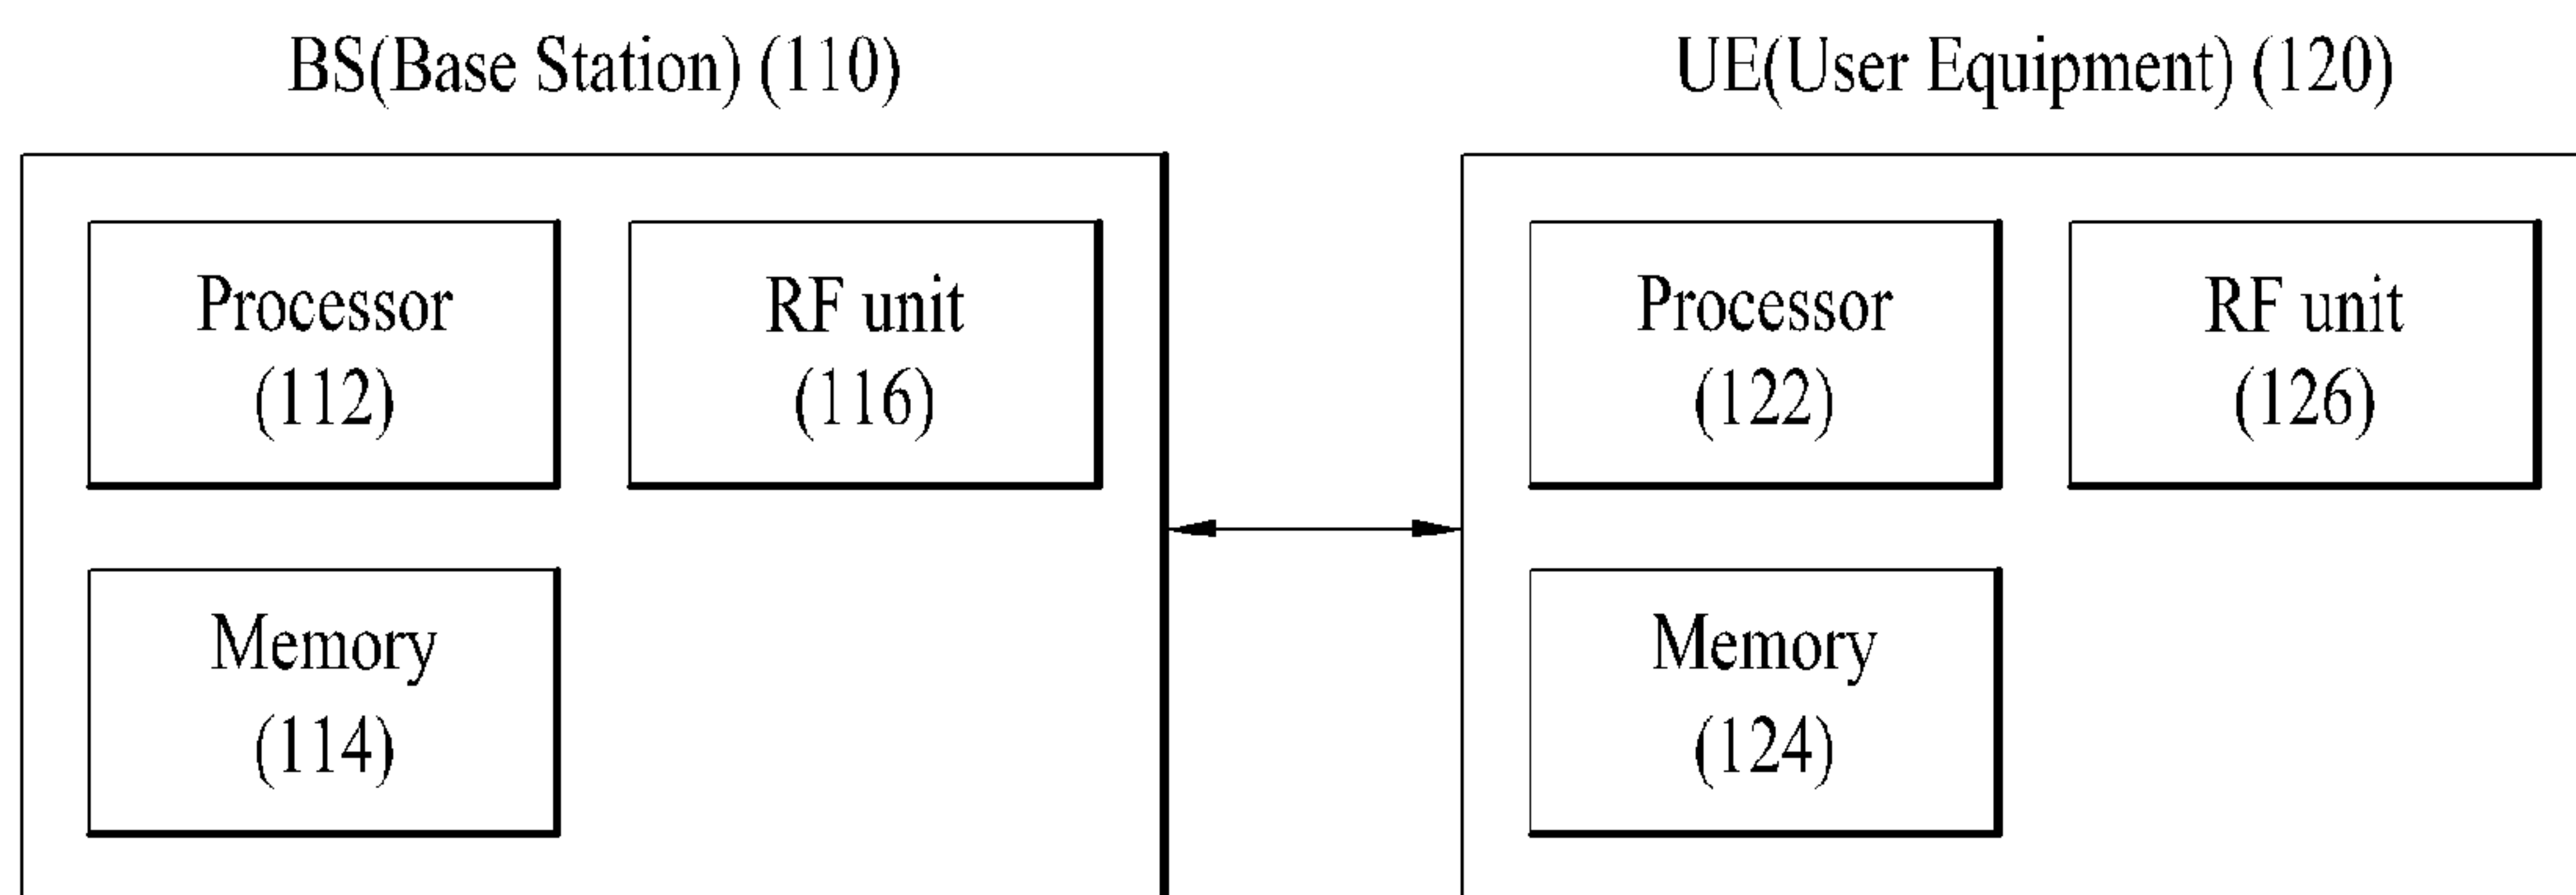 BS(Base Station) (110)
UE(User Equipment) (120)
Processor
(112)
RF unit
(116)
Memory
(114)
Processor
(122)
RF unit
(126)
Memory
(124)